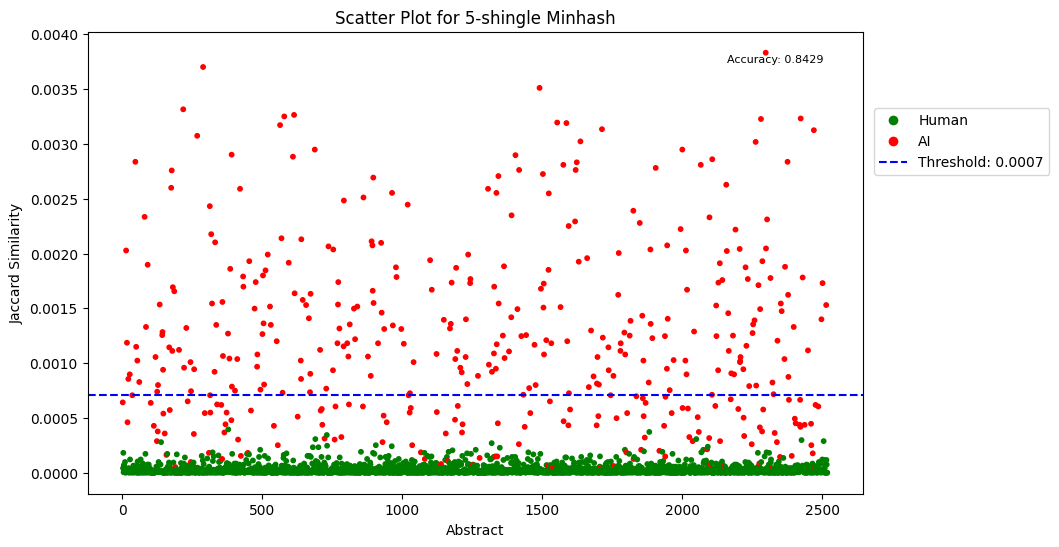 Scatter Plot for 5-shingle Minhash
0.0040
0.0035
0.0030
0.0025
0.0020
0.0015
0.0010
0.0005
0.0000
Jaccard Similarity
Accuracy: 0.8429
Human
AI
Threshold: 0.0007
0
500
1000
1500
2000
2500
Abstract